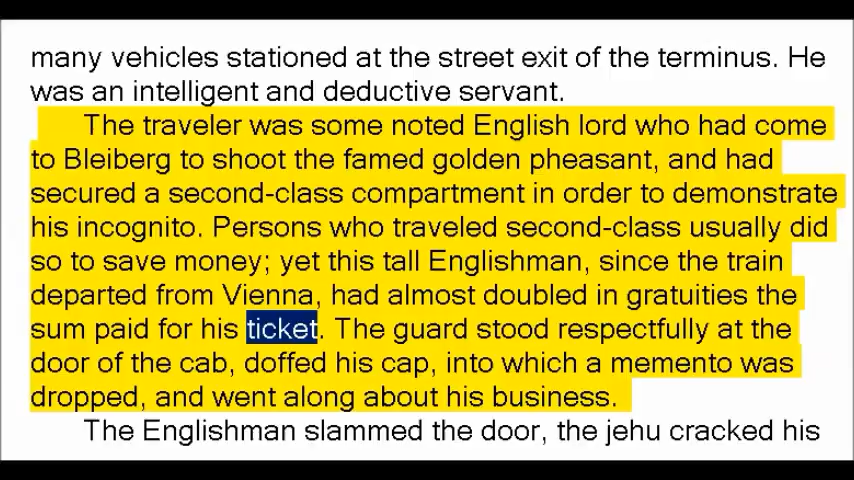 many vehicles stationed at the street exit of the terminus. He
was an intelligent and deductive servant.
The traveler was some noted English lord who had come
to Bleiberg to shoot the famed golden pheasant, and had
secured a second-class compartment in order to demonstrate
his incognito. Persons who traveled second-class usually did
so to save money; yet this tall Englishman, since the train
departed from Vienna, had almost doubled in gratuities the
sum paid for his ticket. The guard stood respectfully at the
door of the cab, doffed his cap, into which a memento was
dropped, and went along about his business.
The Englishman slammed the door, the jehu cracked his